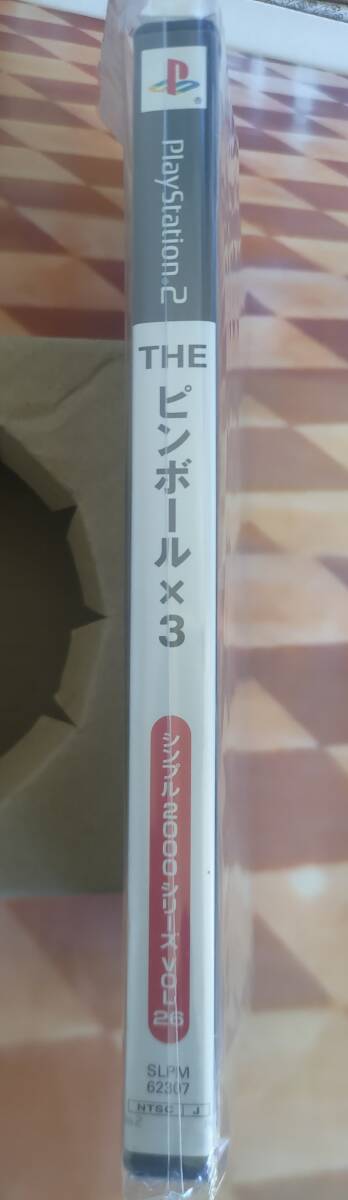 PlayStation.2
THE
ピンボール×3
シンプル2000シリーズ VOL.
26
SLPM
62307
NTSC J